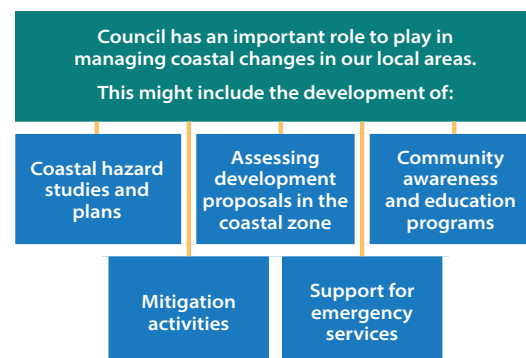 Council has an important role to play in
managing coastal changes in our local areas.
This might include the development of:
Coastal hazard
studies and
plans
Assessing
development
proposals in the
coastal zone
Community
awareness
and education
programs
Mitigation
activities
Support for
emergency
services